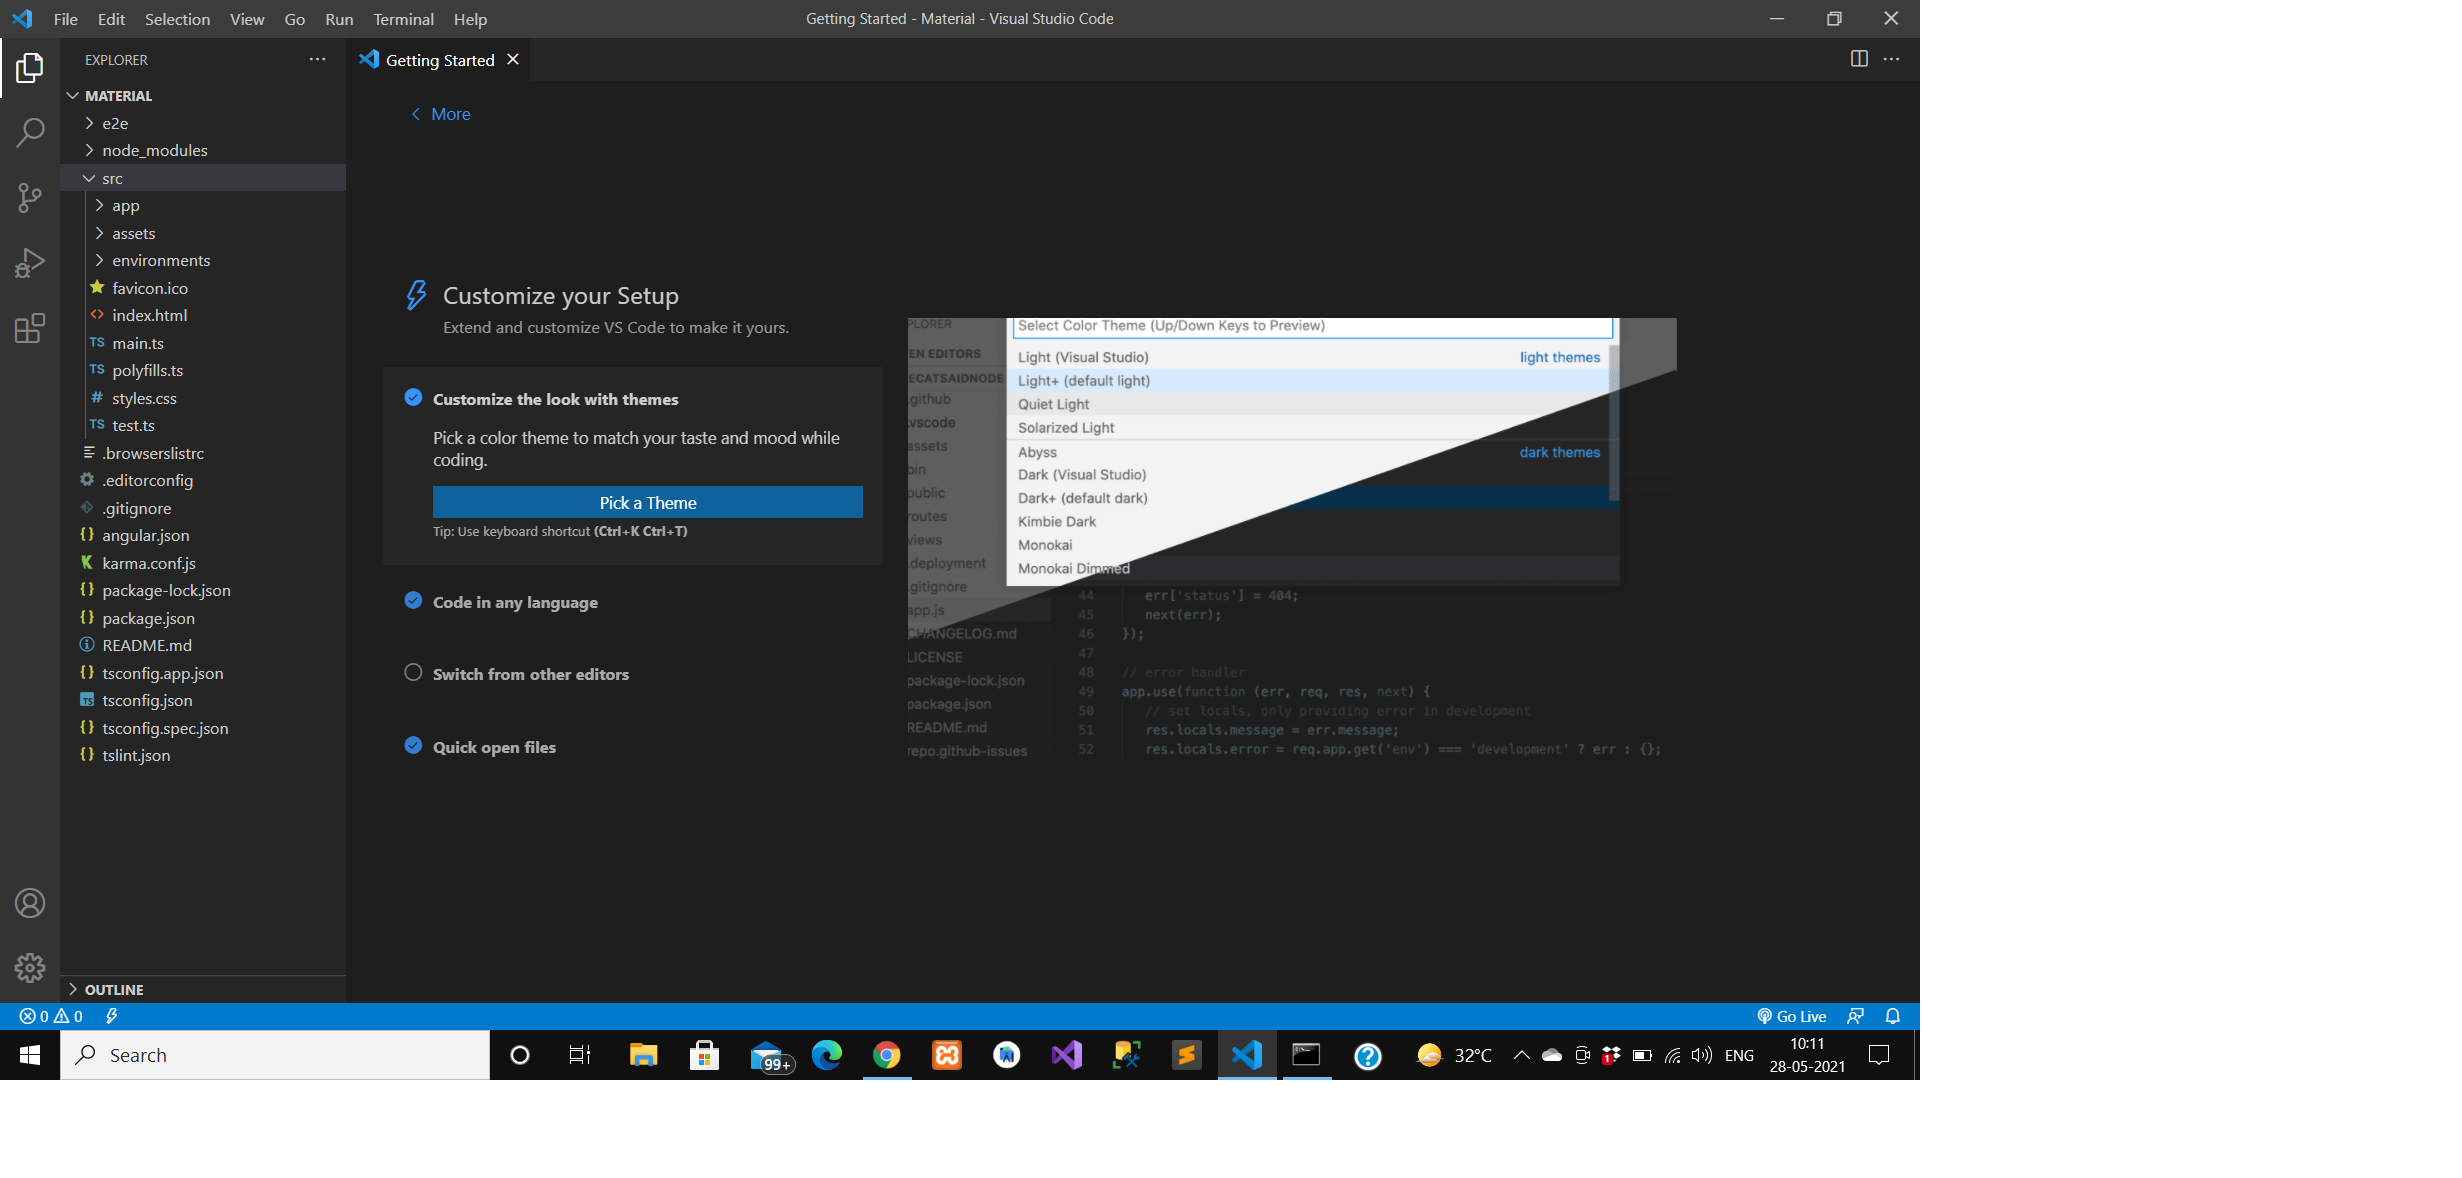 File Edit Selection View Go Run Terminal Help
Getting Started - Material - Visual Studio Code
EXPLORER
Getting Started
MATERIAL
e2e
node_modules
src
app
assets
environments
favicon.ico
index.html
TS main.ts
TS polyfills.ts
# styles.css
TS test.ts
.browserslistrc
.editorconfig
.gitignore
{} angular.json
karma.conf.js
{} package-lock.json
{} package.json
README.md
{} tsconfig.app.json
TS tsconfig.json
{} tsconfig.spec.json
{} tslint.json
OUTLINE
More
Customize your Setup
Extend and customize VS Code to make it yours.
Customize the look with themes
Pick a color theme to match your taste and mood while
coding.
Pick a Theme
Tip: Use keyboard shortcut (Ctrl+K Ctrl+T)
Code in any language
Switch from other editors
Quick open files
PLORER
EN EDITORS
ECATSAIDNODE
.github
.vscode
assets
bin
public
routes
views
.deployment
.gitignore
app.js
CHANGELOG.md
LICENSE
package-lock.json
package.json
README.md
repo.github-issues
Select Color Theme (Up/Down Keys to Preview)
Light (Visual Studio) light themes
Light+ (default light)
Quiet Light
Solarized Light
Abyss dark themes
Dark (Visual Studio)
Dark+ (default dark)
Kimbie Dark
Monokai
Monokai Dimmed
44 err['status'] = 404;
45 next(err);
46 });
47
48 // error handler
49 app.use(function (err, req, res, next) {
50 // set locals, only providing error in development
51 res.locals.message = err.message;
52 res.locals.error = req.app.get('env') === 'development' ? err : {};
0 0
Go Live
Search
99+
32°C
1
ENG
10:11
28-05-2021